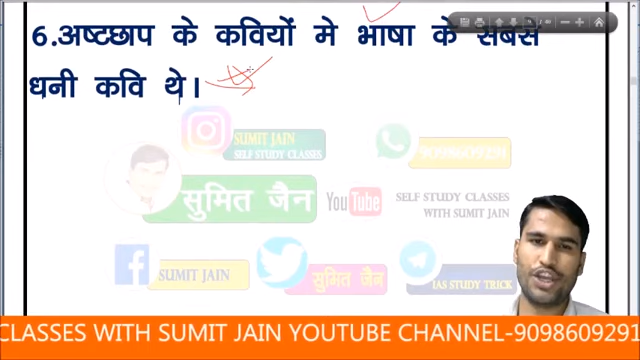 6.अष्टछाप के कवियों मे भाषा के सबसे
धनी कवि थे।
SUMIT JAIN
SELF STUDY CLASSES
9098609291
सुमित जैन
YouTube
SELF STUDY CLASSES
WITH SUMIT JAIN
SUMIT JAIN
सुमित जैन
IAS STUDY TRICK
CLASSES WITH SUMIT JAIN YOUTUBE CHANNEL-9098609291